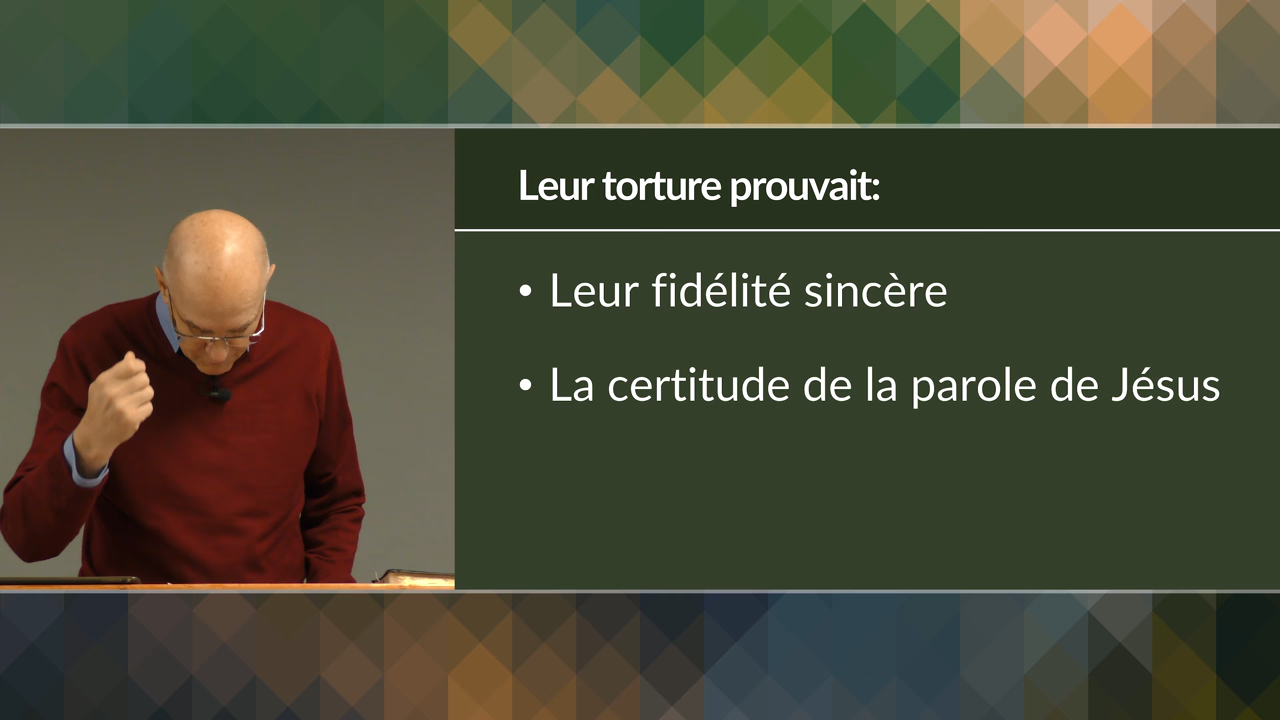 Leur torture prouvait:
• Leur fidélité sincère
• La certitude de la parole de Jésus